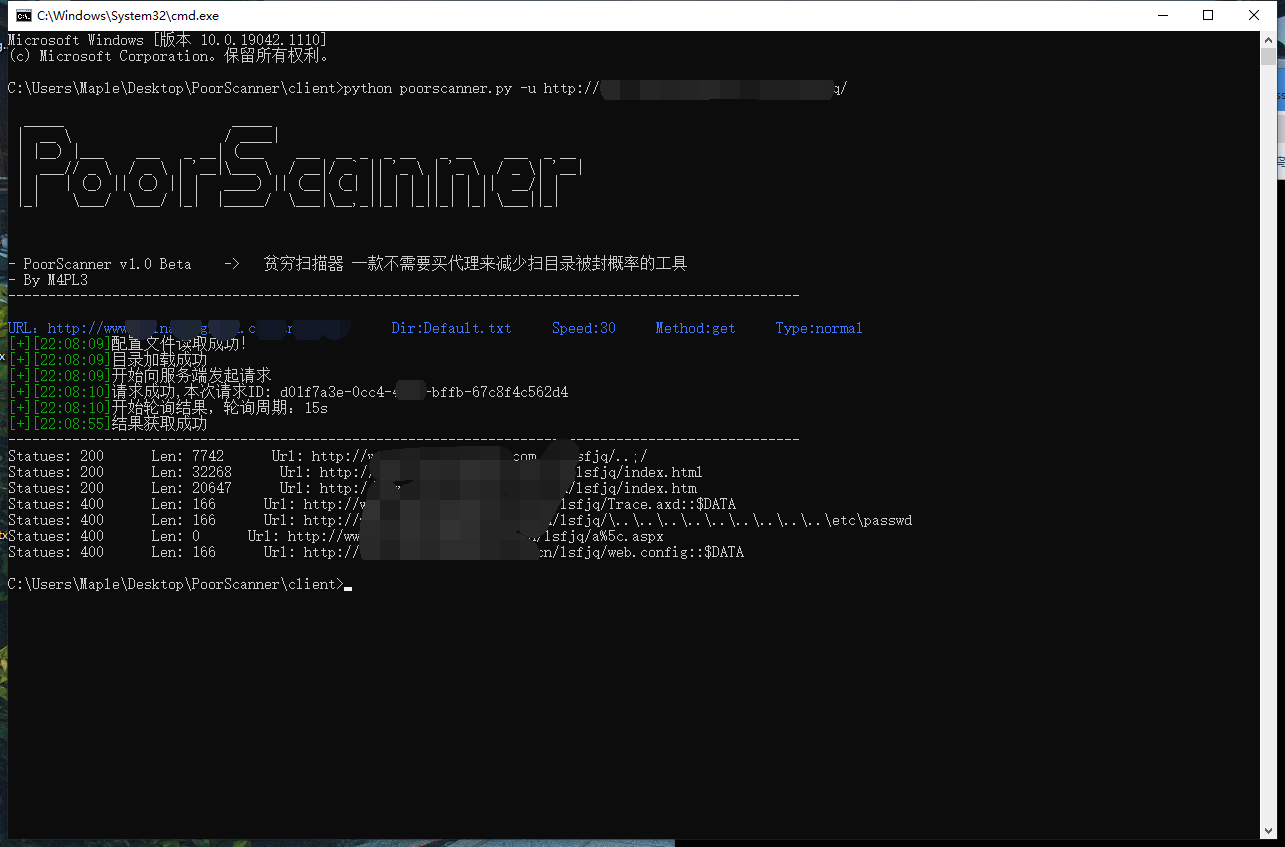 C:\Windows\System32\cmd.exe
Microsoft Windows [版本 10.0.19042.1110]
(c) Microsoft Corporation。保留所有权利。
C:\Users\Maple\Desktop\PoorScanner\client>python poorscanner.py -u http:// q/
PoorScanner
- PoorScanner v1.0 Beta -> 贫穷扫描器 一款不需要买代理来减少扫目录被封概率的工具
- By M4PL3
URL: http://www Dir:Default.txt Speed:30 Method:get Type:normal
[+][22:08:09]配置文件读取成功!
[+][22:08:09]目录加载成功
[+][22:08:09]开始向服务端发起请求
[+][22:08:10]请求成功,本次请求ID: d01f7a3e-0cc4-4 -bffb-67c8f4c562d4
[+][22:08:10]开始轮询结果，轮询周期：15s
[+][22:08:55]结果获取成功
Statues: 200 Len: 7742 Url: http://w com sfjq/..;/
Statues: 200 Len: 32268 Url: http:/ lsfjq/index.html
Statues: 200 Len: 20647 Url: http:/ /lsfjq/index.htm
Statues: 400 Len: 166 Url: http://w /lsfjq/Trace.axd::$DATA
Statues: 400 Len: 166 Url: http:// /lsfjq/\..\..\..\..\..\..\..\..\..\etc\passwd
Statues: 400 Len: 0 Url: http://ww /lsfjq/a%5c.aspx
Statues: 400 Len: 166 Url: http:// cn/lsfjq/web.config::$DATA
C:\Users\Maple\Desktop\PoorScanner\client>